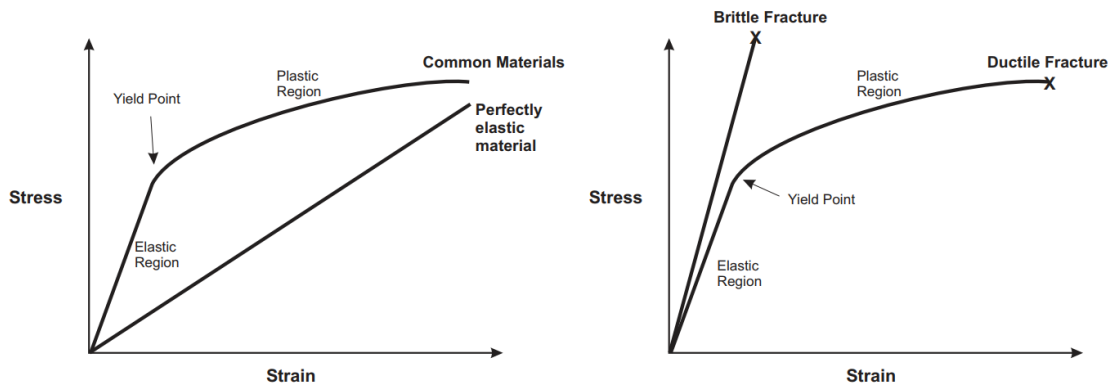 Common Materials
Plastic
Region
Yield Point
Perfectly
elastic
material
Stress
Elastic
Region
Strain
Brittle Fracture
X
Ductile Fracture
X
Plastic
Region
Stress
Yield Point
Elastic
Region
Strain